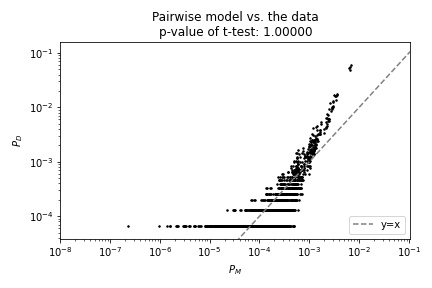 Pairwise model vs. the data
p-value of t-test: 1.00000
P_D
10^{-1}
10^{-2}
10^{-3}
10^{-4}
y=x
10^{-8} 10^{-7} 10^{-6} 10^{-5} 10^{-4} 10^{-3} 10^{-2} 10^{-1}
P_M